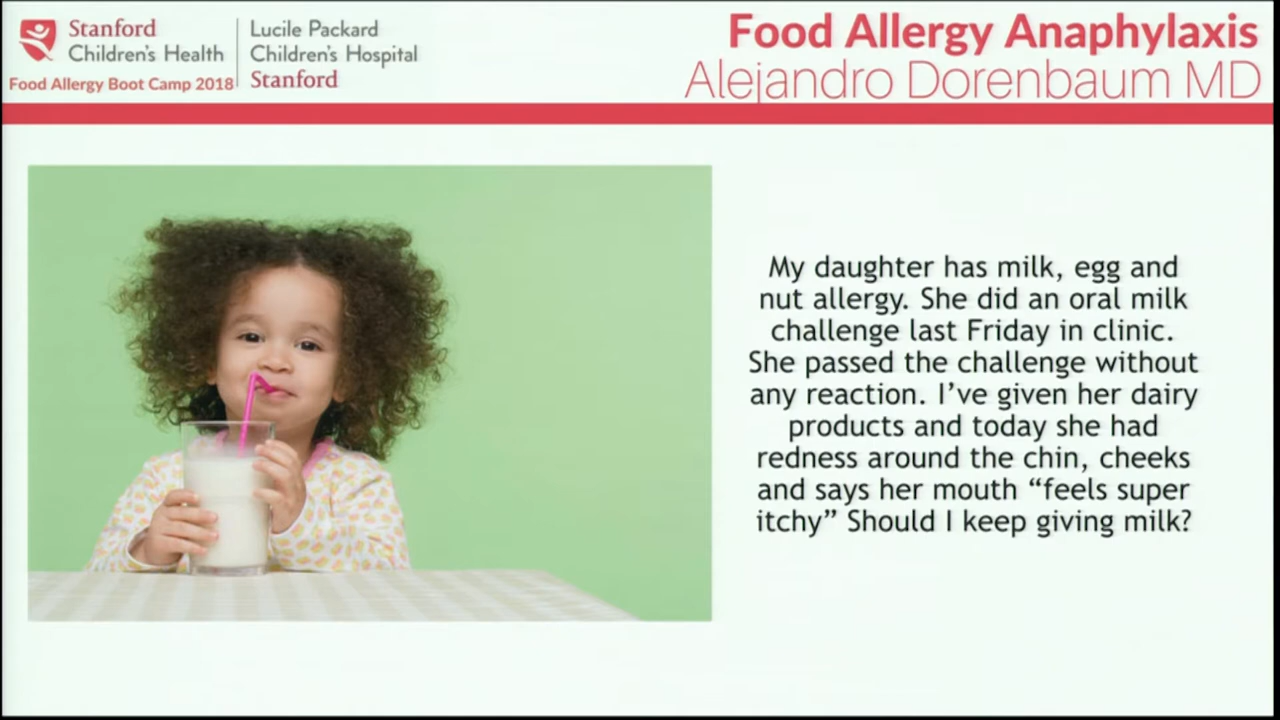 Stanford
Children's Health
Lucile Packard
Children's Hospital
Stanford
Food Allergy Boot Camp 2018
Food Allergy Anaphylaxis
Alejandro Dorenbaum MD
My daughter has milk, egg and
nut allergy. She did an oral milk
challenge last Friday in clinic.
She passed the challenge without
any reaction. I've given her dairy
products and today she had
redness around the chin, cheeks
and says her mouth “feels super
itchy” Should I keep giving milk?